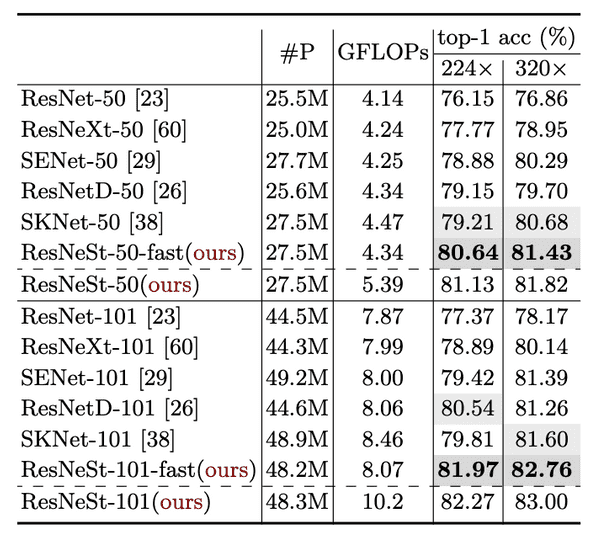 #P GFLOPs top-1 acc (%)
224× 320×
ResNet-50 [23] 25.5M 4.14 76.15 76.86
ResNeXt-50 [60] 25.0M 4.24 77.77 78.95
SENet-50 [29] 27.7M 4.25 78.88 80.29
ResNetD-50 [26] 25.6M 4.34 79.15 79.70
SKNet-50 [38] 27.5M 4.47 79.21 80.68
ResNeSt-50-fast(ours) 27.5M 4.34 80.64 81.43
ResNeSt-50(ours) 27.5M 5.39 81.13 81.82
ResNet-101 [23] 44.5M 7.87 77.37 78.17
ResNeXt-101 [60] 44.3M 7.99 78.89 80.14
SENet-101 [29] 49.2M 8.00 79.42 81.39
ResNetD-101 [26] 44.6M 8.06 80.54 81.26
SKNet-101 [38] 48.9M 8.46 79.81 81.60
ResNeSt-101-fast(ours) 48.2M 8.07 81.97 82.76
ResNeSt-101(ours) 48.3M 10.2 82.27 83.00